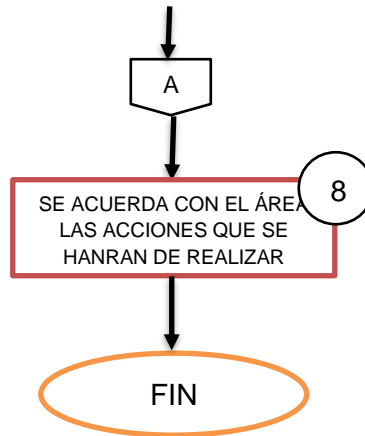 A
8
SE ACUERDA CON EL ÁREA
LAS ACCIONES QUE SE
HANRAN DE REALIZAR
FIN